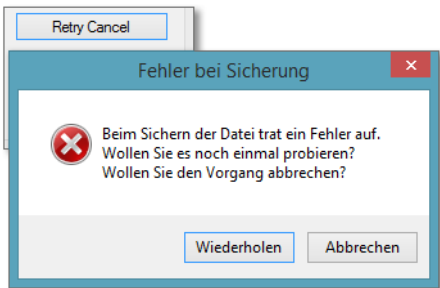 Retry Cancel
Fehler bei Sicherung
Beim Sichern der Datei trat ein Fehler auf.
Wollen Sie es noch einmal probieren?
Wollen Sie den Vorgang abbrechen?
Wiederholen
Abbrechen